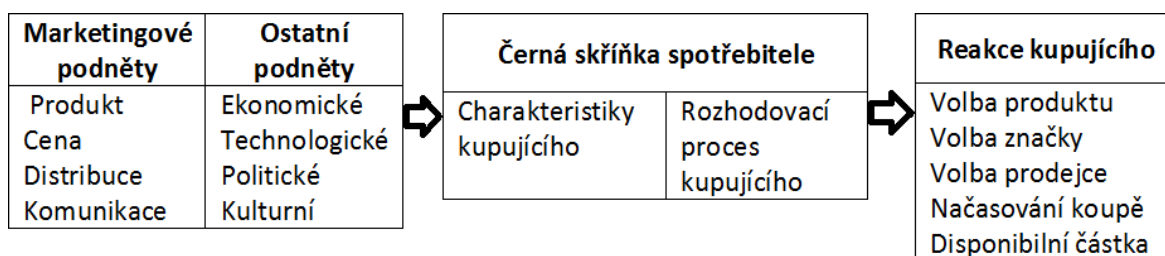 Marketingové
podněty
Ostatní
podněty
Produkt
Cena
Distribuce
Komunikace
Ekonomické
Technologické
Politické
Kulturní
Černá skříňka spotřebitele
Charakteristiky
kupujícího
Rozhodovací
proces
kupujícího
Reakce kupujícího
Volba produktu
Volba značky
Volba prodejce
Načasování koupě
Disponibilní částka